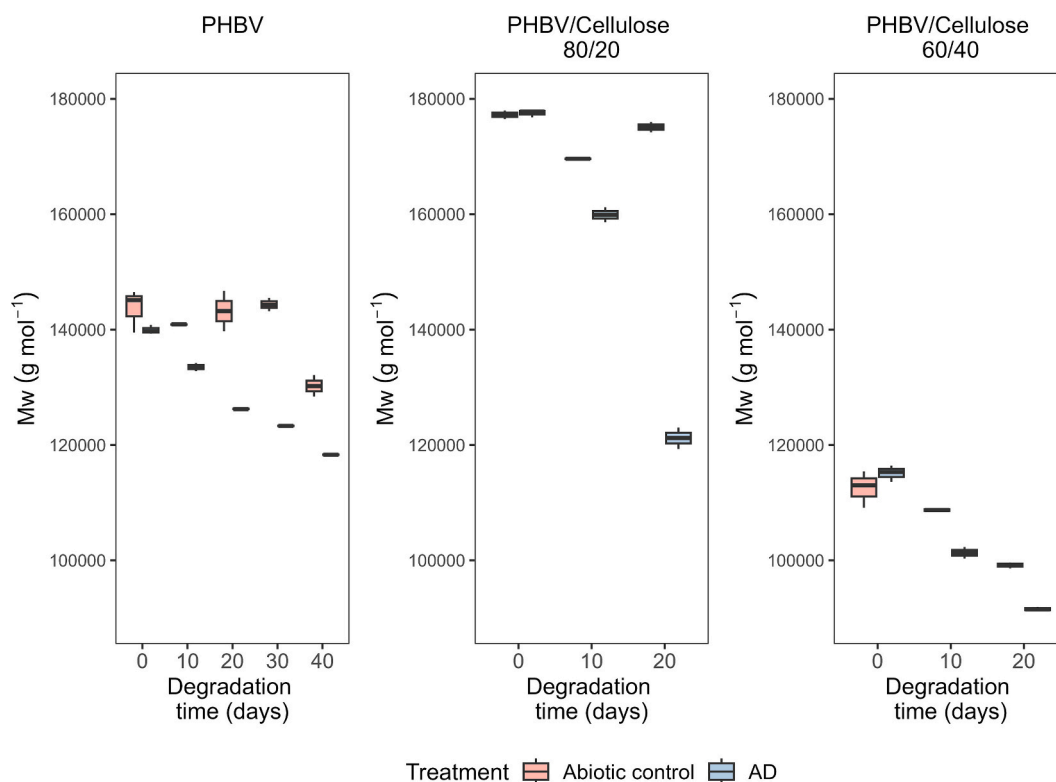 PHBV
PHBV/Cellulose
80/20
PHBV/Cellulose
60/40
Mw (g mol⁻¹)
180000
160000
140000
120000
100000
0 10 20 30 40
Degradation
time (days)
Mw (g mol⁻¹)
180000
160000
140000
120000
100000
0 10 20
Degradation
time (days)
Mw (g mol⁻¹)
180000
160000
140000
120000
100000
0 10 20
Degradation
time (days)
Treatment Abiotic control AD